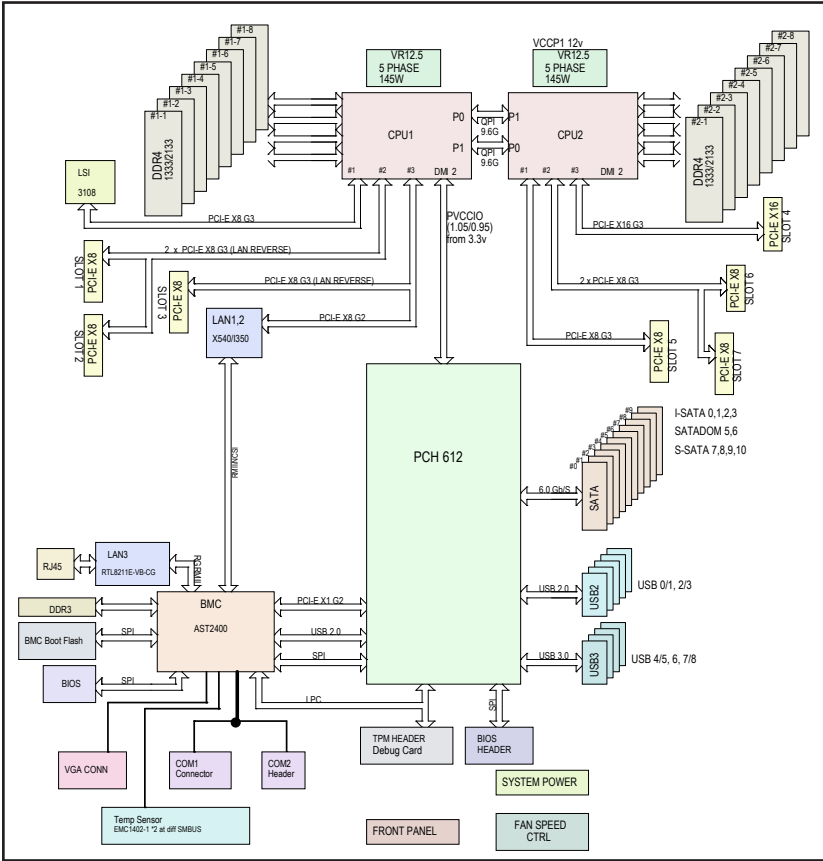 VR12.5
5 PHASE
145W
VCCP1 12v
VR12.5
5 PHASE
145W
#1-8
#1-7
#1-6
#1-5
#1-4
#1-3
#1-2
#1-1
DDR4
1333/2133
#2-8
#2-7
#2-6
#2-5
#2-4
#2-3
#2-2
#2-1
DDR4
1333/2133
CPU1
P0
P1
#1
#2
#3
DMI 2
QPI
9.6G
QPI
9.6G
P1
P0
CPU2
#1
#2
#3
DMI 2
LSI
3108
PCI-E X8 G3
PVCCIO
(1.05/0.95)
from 3.3v
PCI-E X16 G3
PCI-E X16
SLOT 4
2 x PCI-E X8 G3 (LAN REVERSE)
PCI-E X8
SLOT 1
PCI-E X8 G3 (LAN REVERSE)
PCI-E X8
SLOT 3
2 x PCI-E X8 G3
PCI-E X8
SLOT 6
PCI-E X8
SLOT 2
LAN1,2
X540/I350
PCI-E X8 G2
PCI-E X8 G3
PCI-E X8
SLOT 5
PCI-E X8
SLOT 7
PCH 612
#9
#8
#7
#6
#5
#4
#3
#2
#1
#0
SATA
6.0 Gb/S
I-SATA 0,1,2,3
SATADOM 5,6
S-SATA 7,8,9,10
RMII/NCSI
RJ45
LAN3
RTL8211E-VB-CG
RGRMII
USB 2.0
USB2
USB 0/1, 2/3
DDR3
BMC
AST2400
PCI-E X1 G2
BMC Boot Flash
SPI
USB 2.0
USB 3.0
USB3
USB 4/5, 6, 7/8
BIOS
SPI
SPI
LPC
SPI
TPM HEADER
Debug Card
BIOS
HEADER
VGA CONN
COM1
Connector
COM2
Header
SYSTEM POWER
Temp Sensor
EMC1402-1 *2 at diff SMBUS
FRONT PANEL
FAN SPEED
CTRL